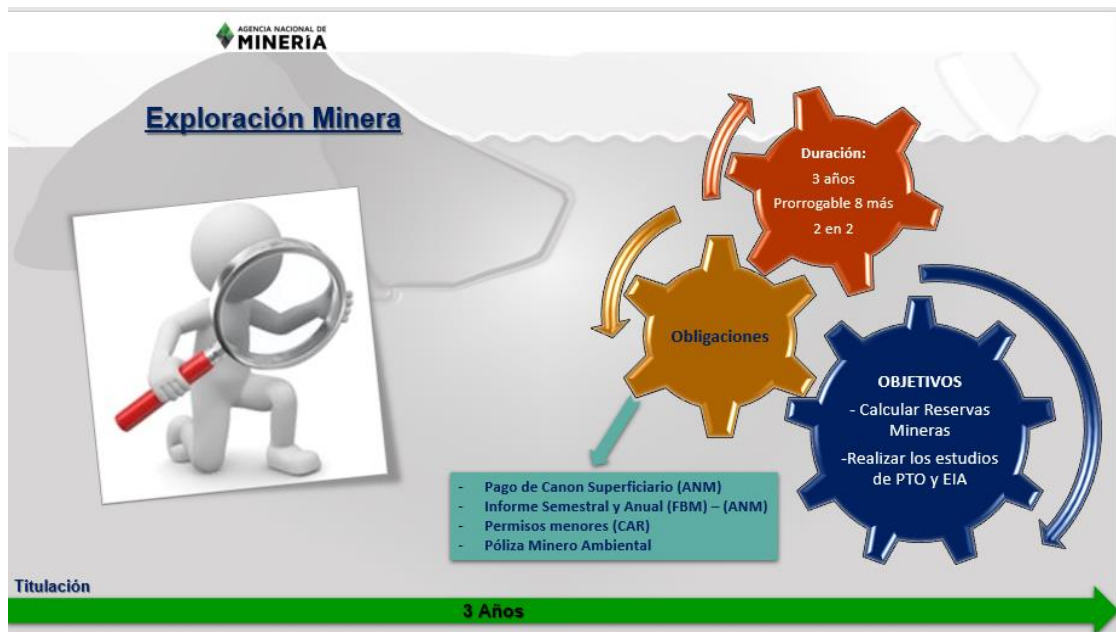 AGENCIA NACIONAL DE
MINERÍA
Exploración Minera
Duración:
3 años
Prorrogable 8 más
2 en 2
Obligaciones
OBJETIVOS
- Calcular Reservas
Mineras
-Realizar los estudios
de PTO y EIA
- Pago de Canon Superficiario (ANM)
- Informe Semestral y Anual (FBM) – (ANM)
- Permisos menores (CAR)
- Póliza Minero Ambiental
Titulación
3 Años